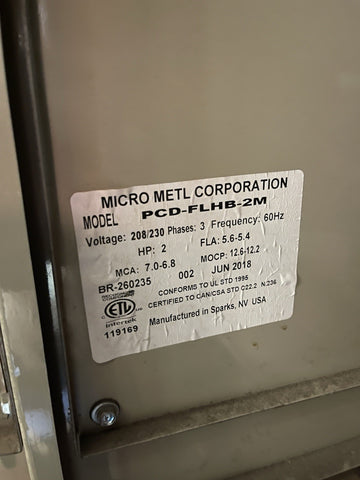 MICRO METL CORPORATION
MODEL PCD-FLHB-2M
Voltage: 208/230 Phases: 3 Frequency: 60Hz
HP: 2 FLA: 5.6-5.4
MCA: 7.0-6.8 MOCP: 12.6-12.2
BR-260235 002 JUN 2018
CONFORMS TO UL STD 1995
CERTIFIED TO CAN/CSA STD C22.2 N.236
ETL
Intertek
119169
Manufactured in Sparks, NV USA